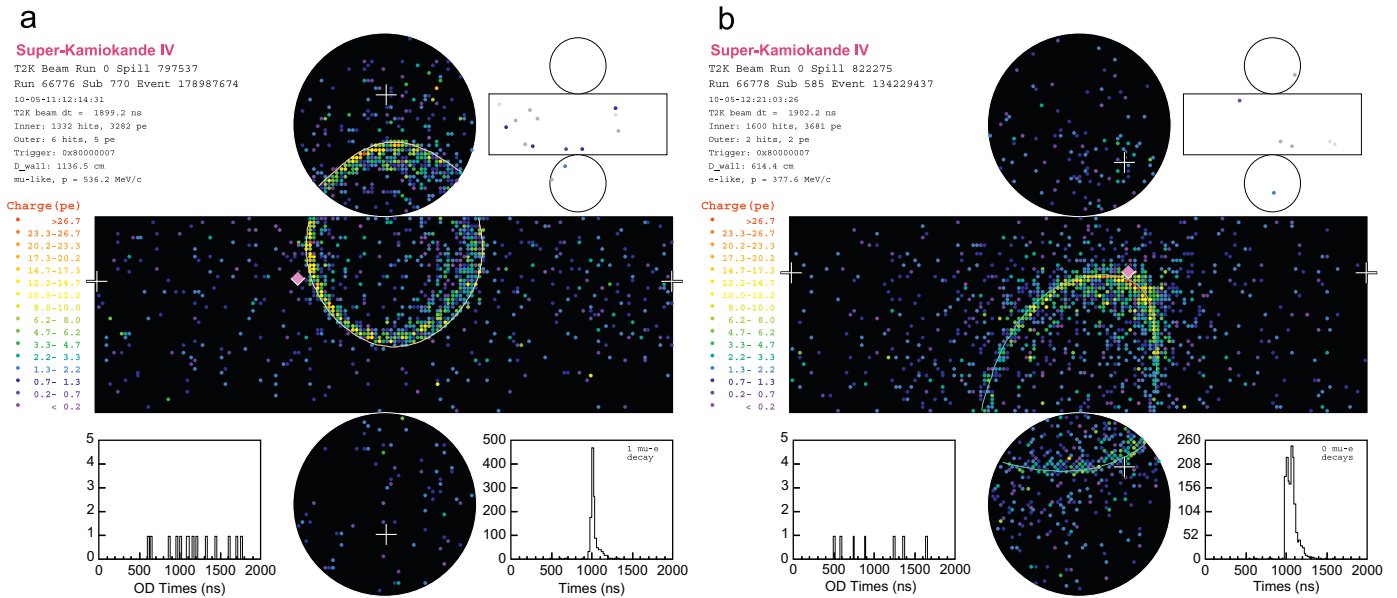 a
Super-Kamiokande IV
T2K Beam Run 0 Spill 797537
Run 66776 Sub 770 Event 178987674
10-05-11:12:14:31
T2K beam dt = 1899.2 ns
Inner: 1332 hits, 3282 pe
Outer: 6 hits, 5 pe
Trigger: 0x80000007
D_wall: 1136.5 cm
mu-like, p = 536.2 MeV/c
Charge(pe)
>26.7
23.3-26.7
20.2-23.3
17.3-20.2
14.7-17.3
12.2-14.7
10.0-12.2
8.0-10.0
6.2- 8.0
4.7- 6.2
3.3- 4.7
2.2- 3.3
1.3- 2.2
0.7- 1.3
0.2- 0.7
< 0.2
5
4
3
2
1
0
0 500 1000 1500 2000
OD Times (ns)
1 mu-e
decay
500
400
300
200
100
0
0 500 1000 1500 2000
Times (ns)
b
Super-Kamiokande IV
T2K Beam Run 0 Spill 822275
Run 66778 Sub 585 Event 134229437
10-05-12:21:03:26
T2K beam dt = 1902.2 ns
Inner: 1600 hits, 3681 pe
Outer: 2 hits, 2 pe
Trigger: 0x80000007
D_wall: 614.4 cm
e-like, p = 377.6 MeV/c
Charge(pe)
>26.7
23.3-26.7
20.2-23.3
17.3-20.2
14.7-17.3
12.2-14.7
10.0-12.2
8.0-10.0
6.2- 8.0
4.7- 6.2
3.3- 4.7
2.2- 3.3
1.3- 2.2
0.7- 1.3
0.2- 0.7
< 0.2
5
4
3
2
1
0
0 500 1000 1500 2000
OD Times (ns)
0 mu-e
decays
260
208
156
104
52
0
0 500 1000 1500 2000
Times (ns)